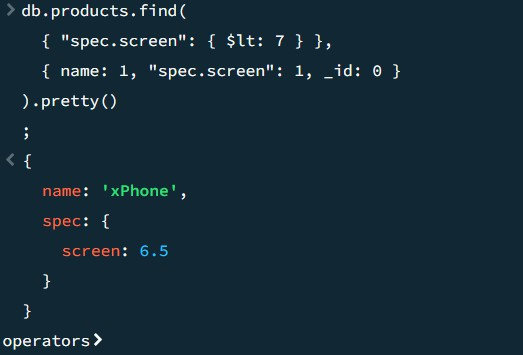 > db.products.find(
{ "spec.screen": { $lt: 7 } },
{ name: 1, "spec.screen": 1, _id: 0 }
).pretty()
;
< {
name: 'xPhone',
spec: {
screen: 6.5
}
}
operators>